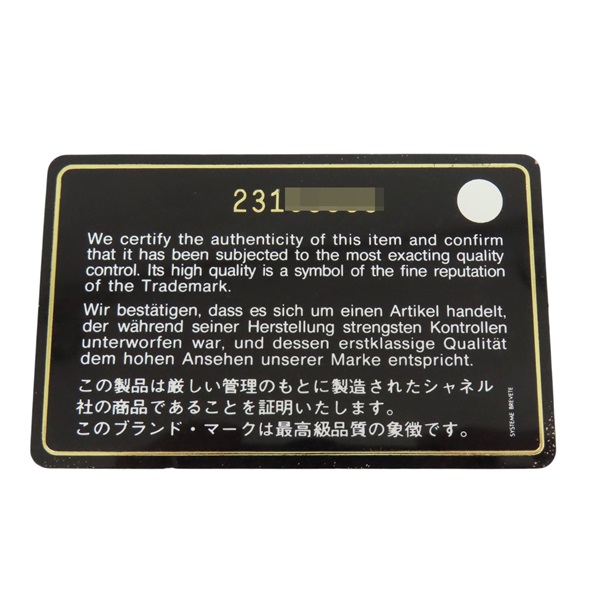 231
We certify the authenticity of this item and confirm
that it has been subjected to the most exacting quality
control. Its high quality is a symbol of the fine reputation
of the Trademark.
Wir bestätigen, dass es sich um einen Artikel handelt,
der während seiner Herstellung strengsten Kontrollen
unterworfen war, und dessen erstklassige Qualität
dem hohen Ansehen unserer Marke entspricht.
この製品は厳しい管理のもとに製造されたシャネル
社の商品であることを証明いたします。
このブランド・マークは最高級品質の象徴です。
SYSTEME BREVETE